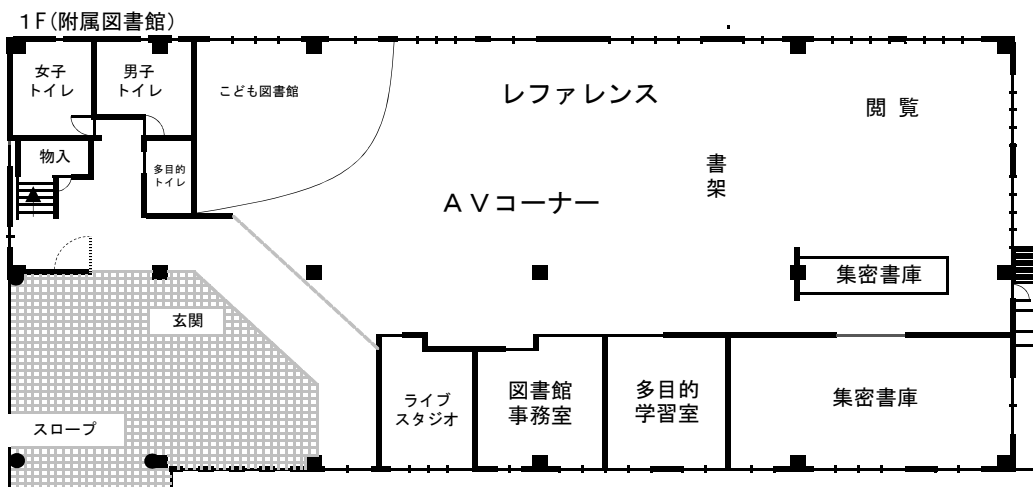 1F(附属図書館)
女子
トイレ
男子
トイレ
こども図書館
レファレンス
閲覧
物入
多目的
トイレ
書
架
AVコーナー
集密書庫
玄関
ライブ
スタジオ
図書館
事務室
多目的
学習室
集密書庫
スロープ